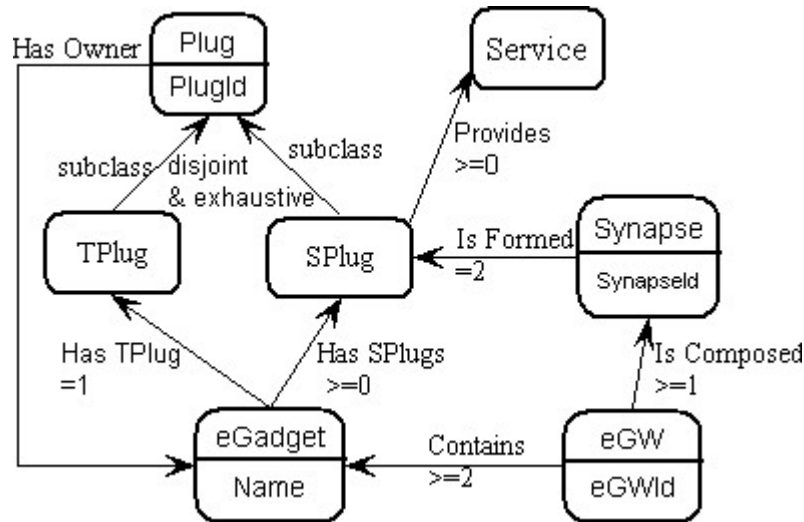 Has Owner
Plug
PlugId
Service
Provides
>=0
subclass
disjoint
& exhaustive
subclass
TPlug
SPlug
Is Formed
=2
Synapse
SynapseId
Has TPlug
=1
Has SPlugs
>=0
Is Composed
>=1
eGadget
Name
Contains
>=2
eGW
eGWId